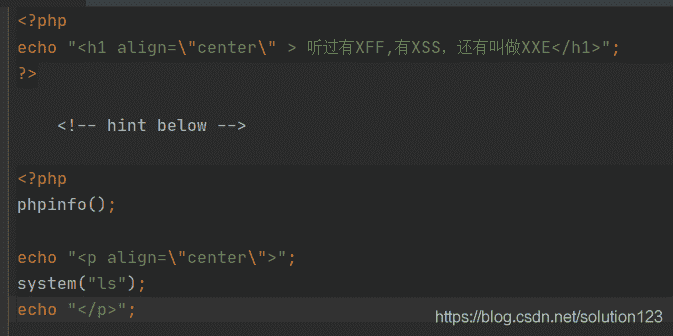 <?php
echo "<h1 align=\"center\" > 听过有XFF,有XSS，还有叫做XXE</h1>";
?>
<!-- hint below -->
<?php
phpinfo();
echo "<p align=\"center\">";
system("ls");
echo "</p>";
https://blog.csdn.net/solution123